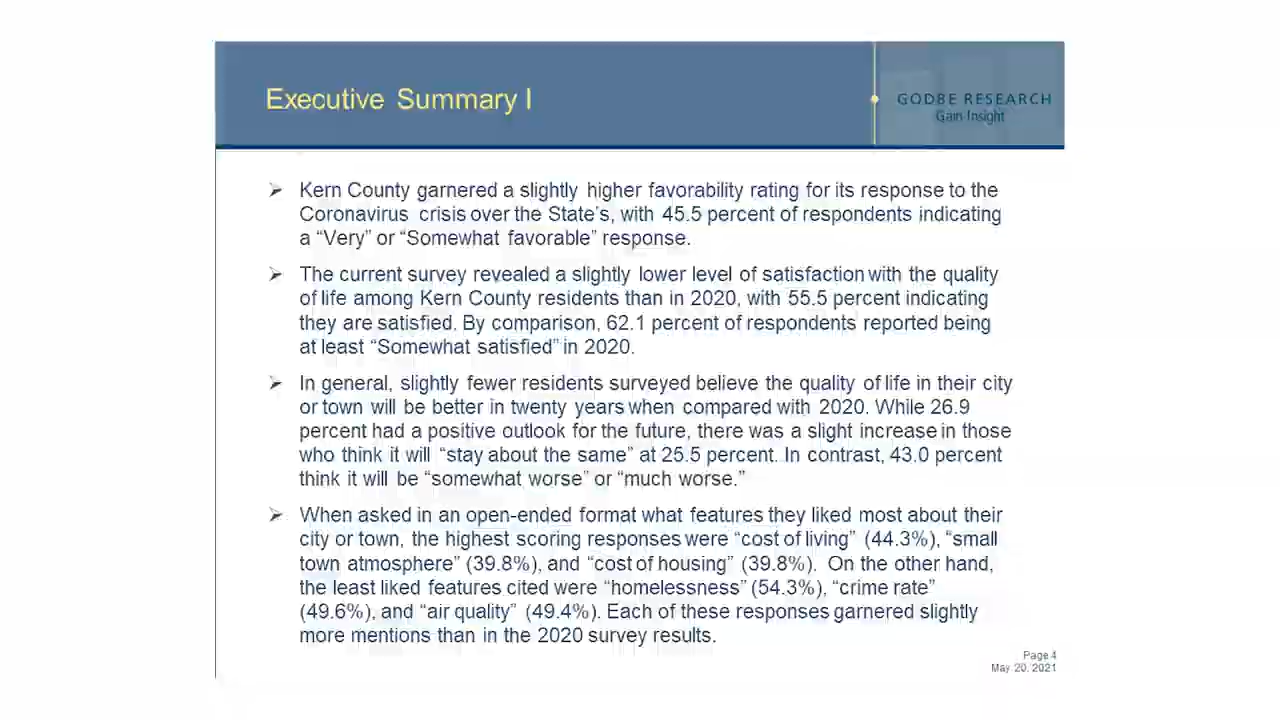 Executive Summary I
GODBE RESEARCH
Gain Insight
➢ Kern County garnered a slightly higher favorability rating for its response to the
Coronavirus crisis over the State's, with 45.5 percent of respondents indicating
a “Very” or “Somewhat favorable” response.
➢ The current survey revealed a slightly lower level of satisfaction with the quality
of life among Kern County residents than in 2020, with 55.5 percent indicating
they are satisfied. By comparison, 62.1 percent of respondents reported being
at least “Somewhat satisfied” in 2020.
➢ In general, slightly fewer residents surveyed believe the quality of life in their city
or town will be better in twenty years when compared with 2020. While 26.9
percent had a positive outlook for the future, there was a slight increase in those
who think it will “stay about the same” at 25.5 percent. In contrast, 43.0 percent
think it will be “somewhat worse” or “much worse.”
➢ When asked in an open-ended format what features they liked most about their
city or town, the highest scoring responses were “cost of living” (44.3%), “small
town atmosphere” (39.8%), and “cost of housing” (39.8%). On the other hand,
the least liked features cited were “homelessness” (54.3%), “crime rate”
(49.6%), and “air quality” (49.4%). Each of these responses garnered slightly
more mentions than in the 2020 survey results.
Page 4
May 20, 2021